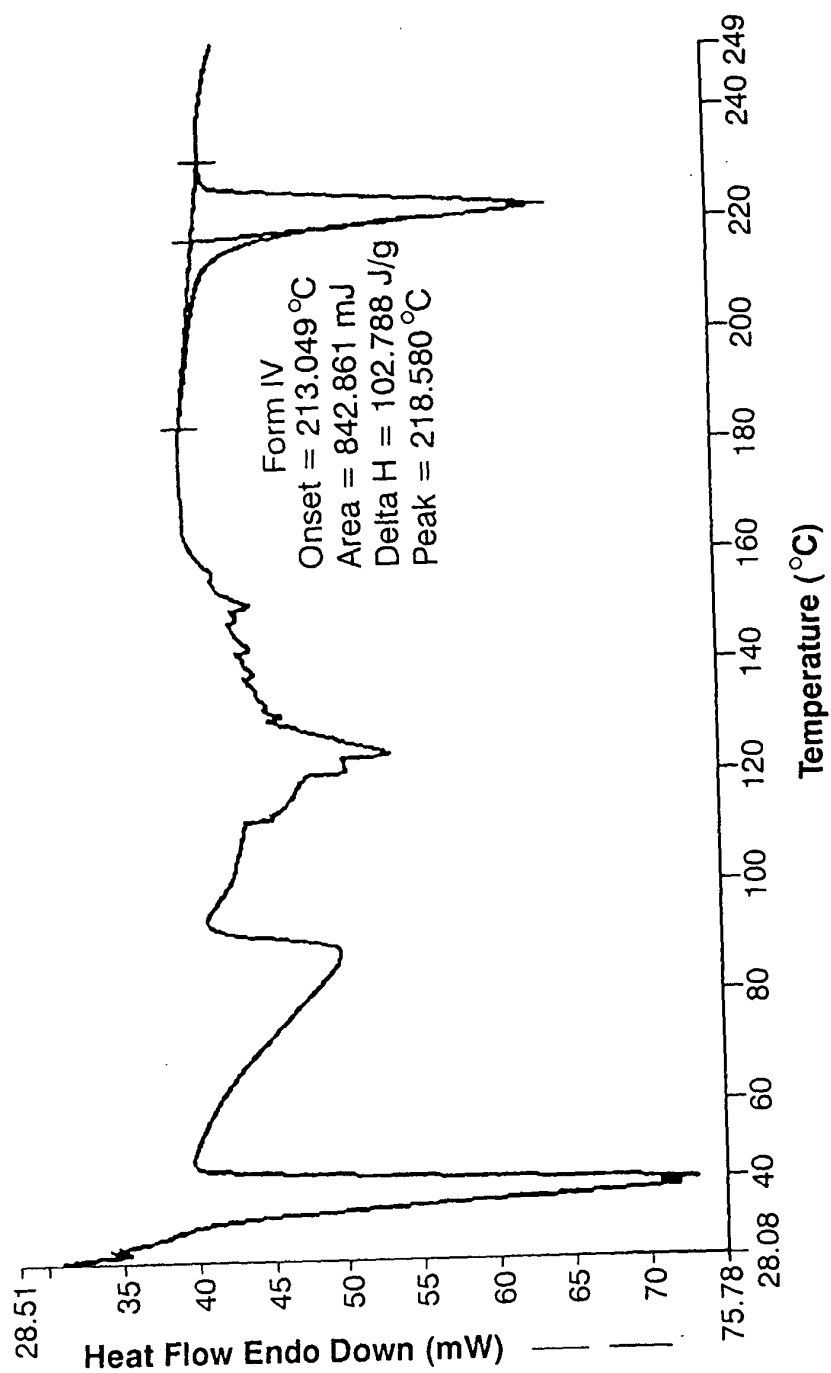 28.51
35
40
45
50
55
60
65
70
75.78
Heat Flow Endo Down (mW)
Form IV
Onset = 213.049 °C
Area = 842.861 mJ
Delta H = 102.788 J/g
Peak = 218.580 °C
28.08 40 60 80 100 120 140 160 180 200 220 240 249
Temperature (°C)